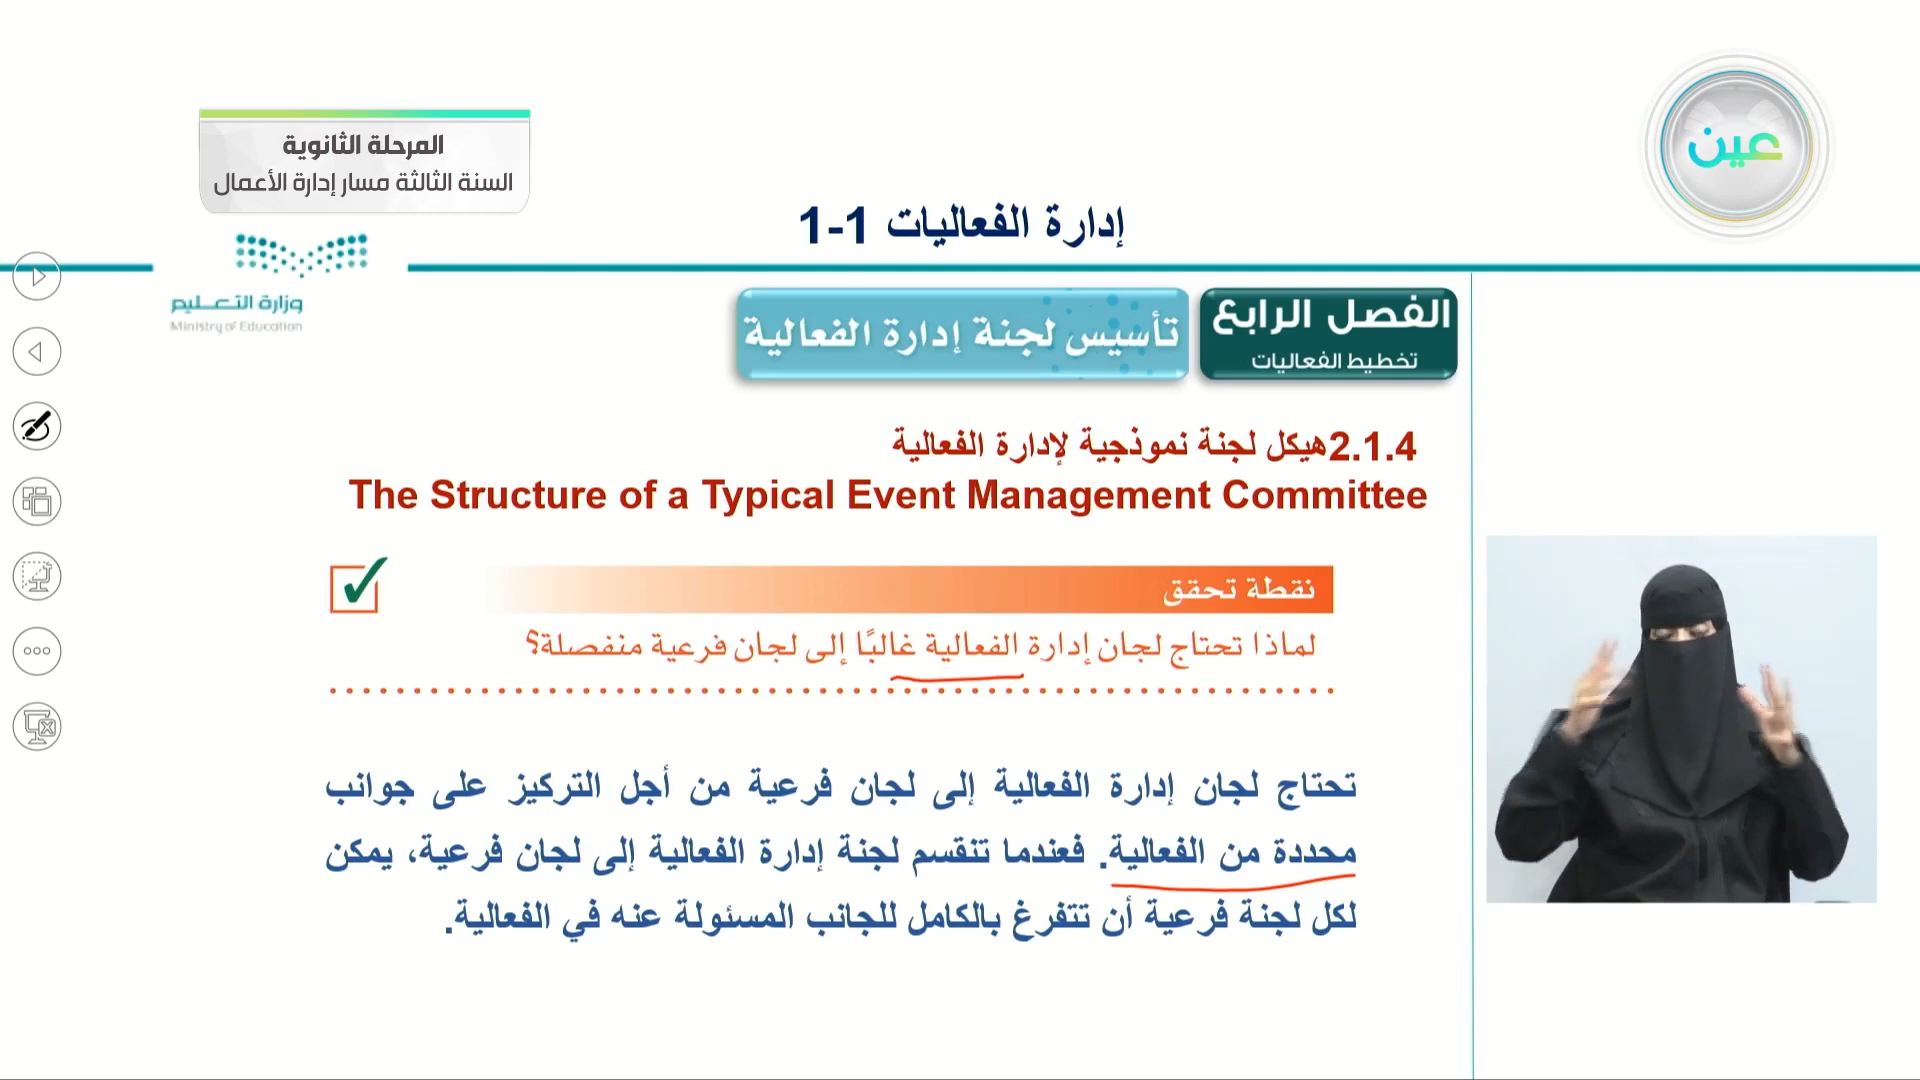 عين
المرحلة الثانوية
السنة الثالثة مسار إدارة الأعمال
إدارة الفعاليات 1-1
وزارة التعـليم
Ministry of Education
الفصل الرابع
تخطيط الفعاليات
تأسيس لجنة إدارة الفعالية
2.1.4هيكل لجنة نموذجية لإدارة الفعالية
The Structure of a Typical Event Management Committee
نقطة تحقق
لماذا تحتاج لجان إدارة الفعالية غالبًا إلى لجان فرعية منفصلة؟
تحتاج لجان إدارة الفعالية إلى لجان فرعية من أجل التركيز على جوانب
محددة من الفعالية. فعندما تنقسم لجنة إدارة الفعالية إلى لجان فرعية، يمكن
لكل لجنة فرعية أن تتفرغ بالكامل للجانب المسئولة عنه في الفعالية.